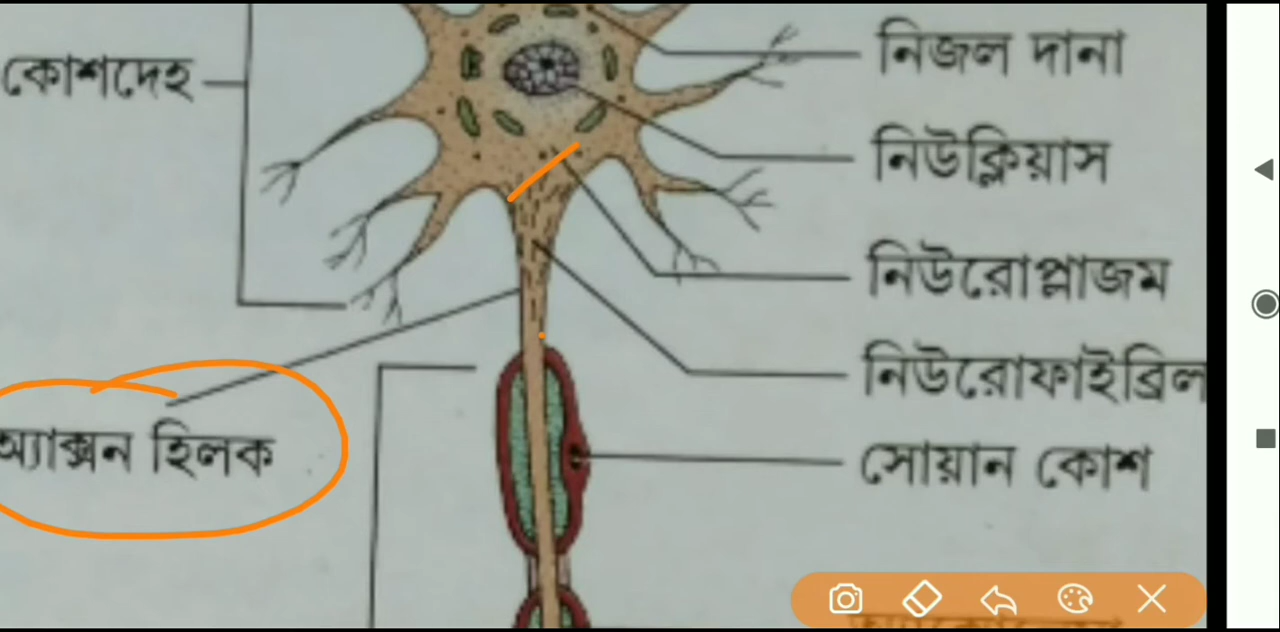 কোশদেহ
নিজল দানা
নিউক্লিয়াস
নিউরোপ্লাজম
নিউরোফাইব্রিল
অ্যাক্সন হিলক
সোয়ান কোশ